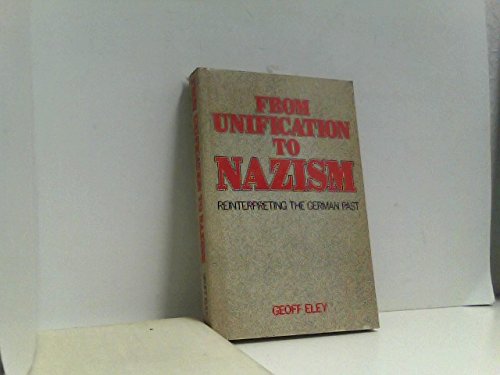 FROM
UNIFICATION
TO
NAZISM
REINTERPRETING THE GERMAN PAST
GEOFF ELEY